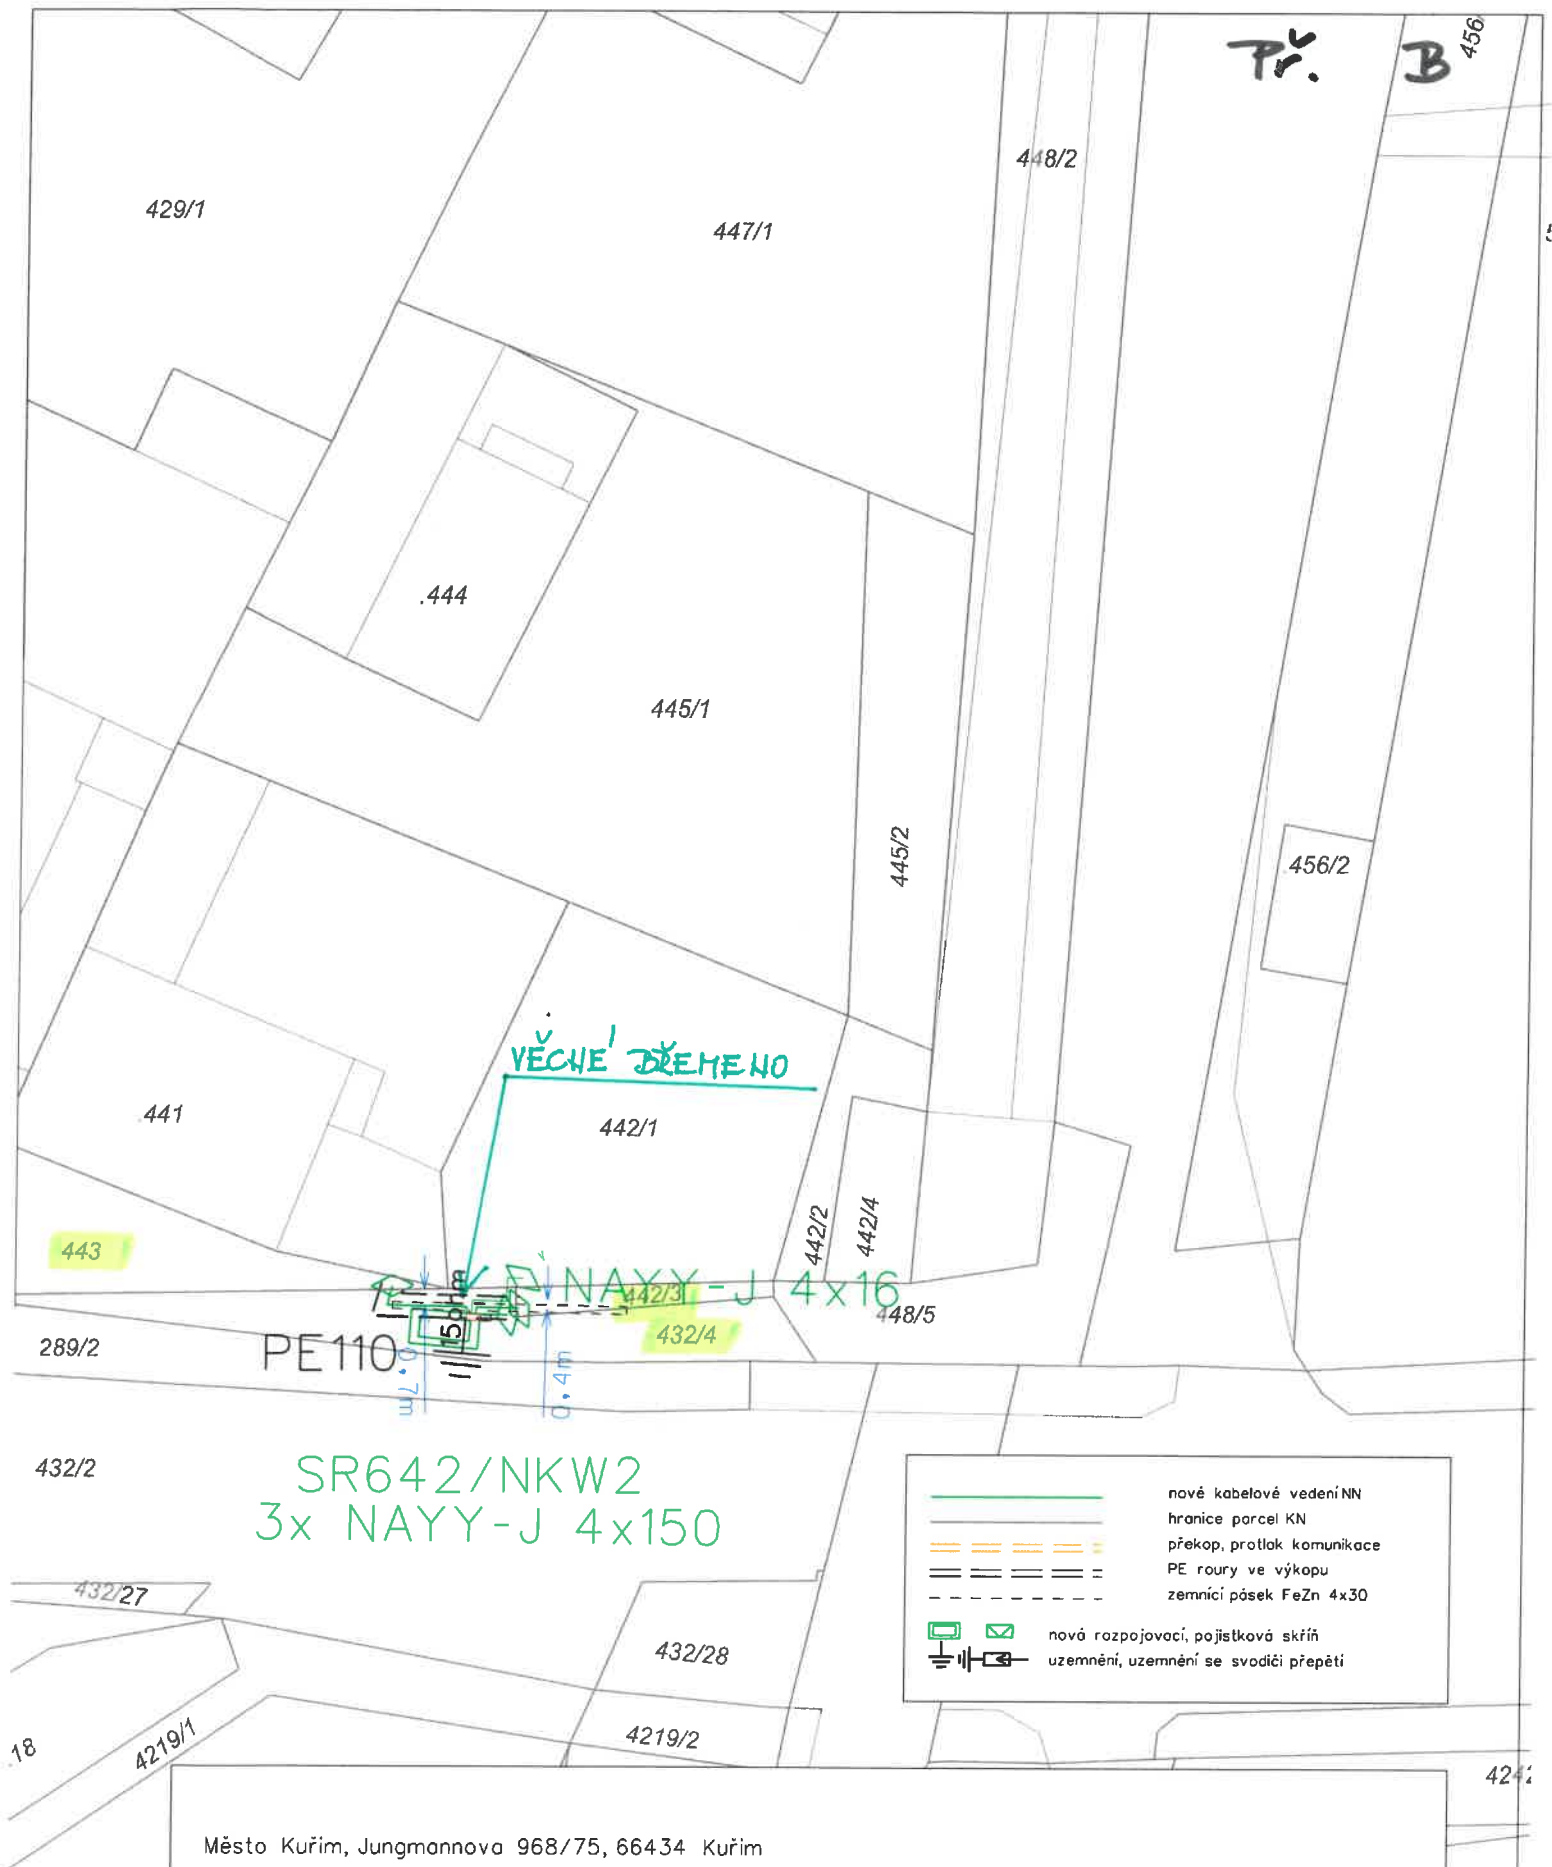 Př. B
456
448/2
429/1
447/1
.444
445/1
445/2
456/2
VĚCNÉ BŘEMENO
.441
442/1
442/2
442/4
443
NAYY-J 4x16
442/3
448/5
432/4
289/2
PE110
0,7m
0,4m
432/2
SR642/NKW2
3x NAYY-J 4x150
nové kabelové vedení NN
hranice parcel KN
překop, protlak komunikace
PE roury ve výkopu
zemnící pásek FeZn 4x30
nová rozpojovací, pojistková skříň
uzemnění, uzemnění se svodiči přepětí
432/27
432/28
4219/1
4219/2
.18
4242
Město Kuřim, Jungmannova 968/75, 66434 Kuřim